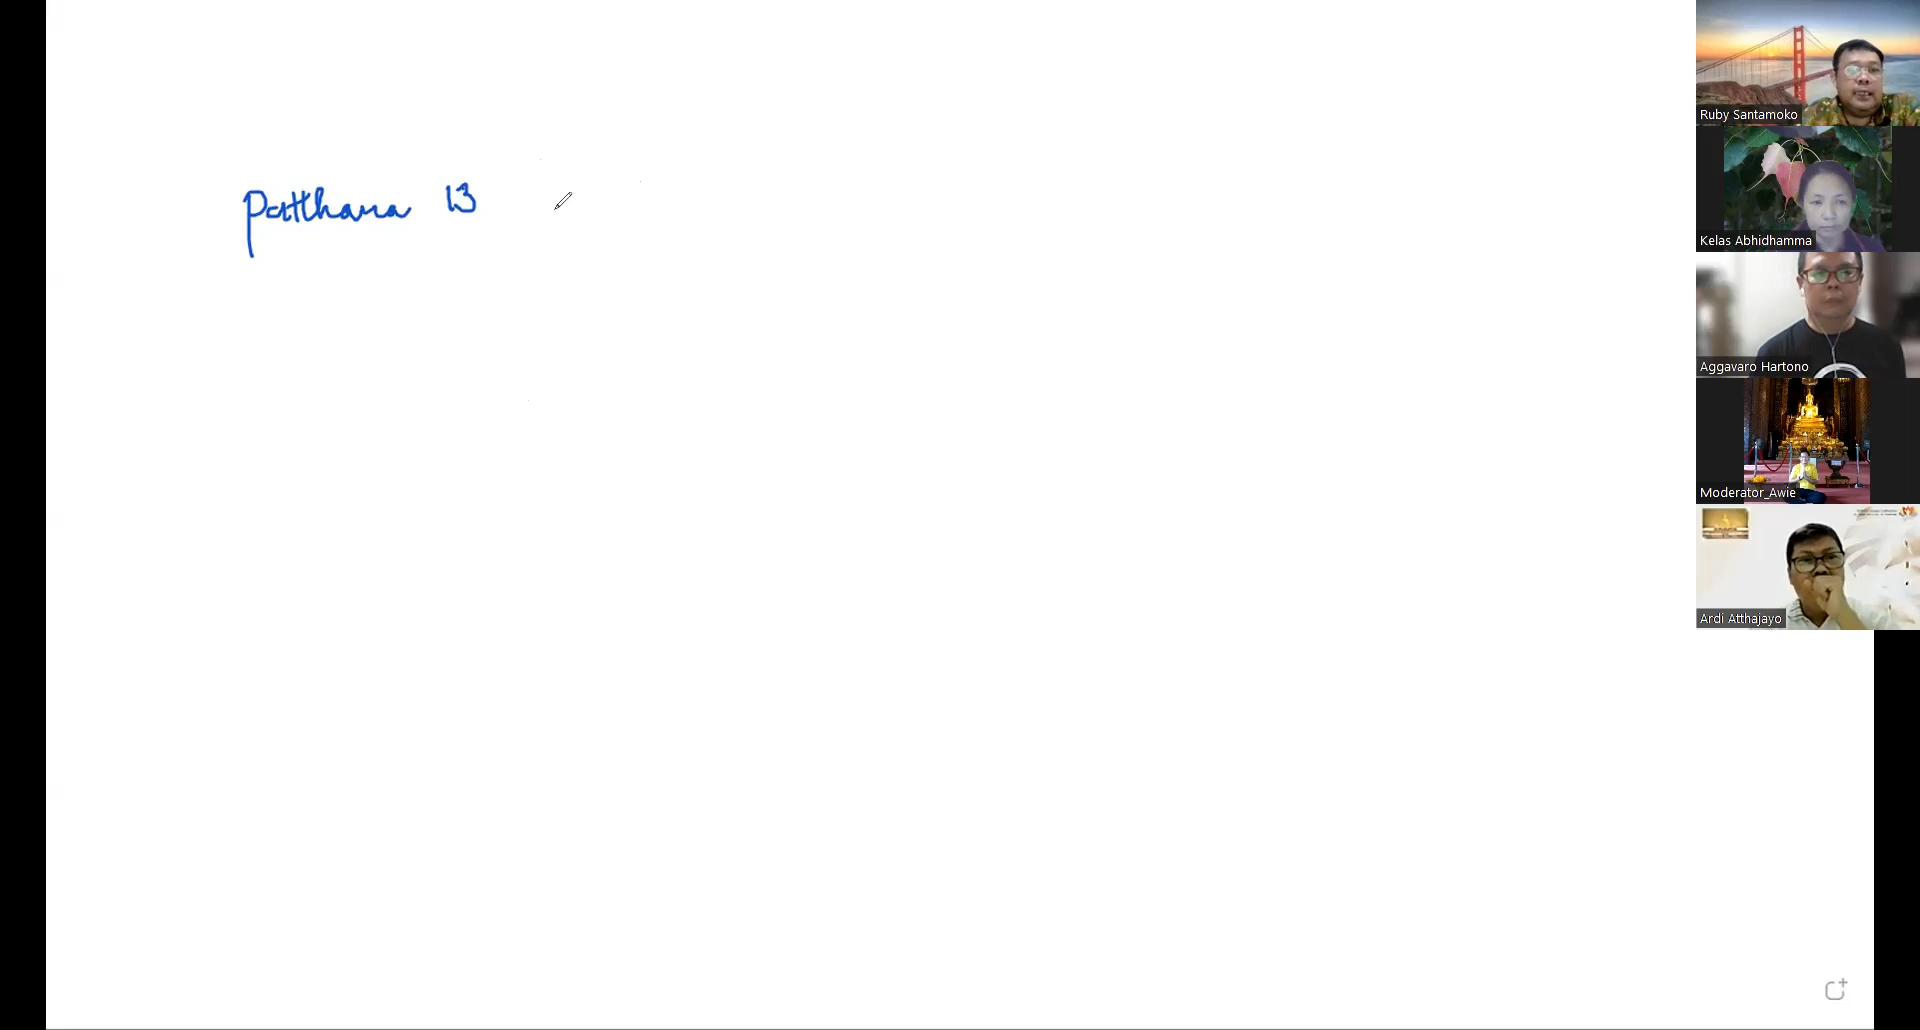 Patthana 13
Ruby Santamoko
Kelas Abhidhamma
Aggavaro Hartono
Moderator_Awie
Ardi Atthajayo